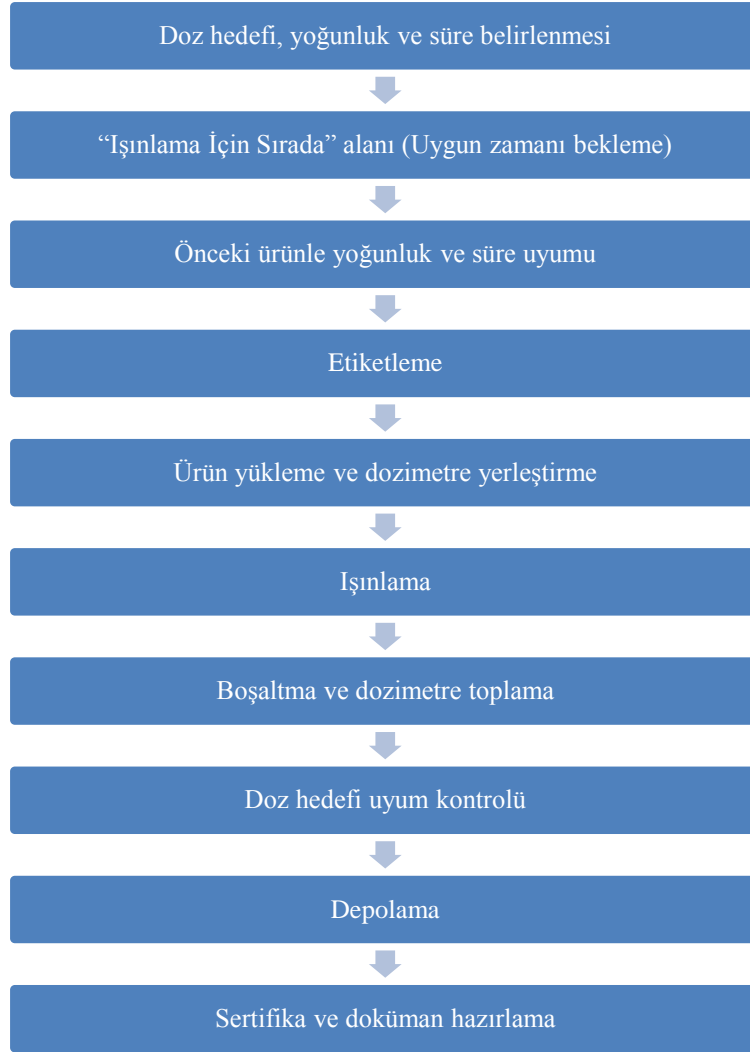 Doz hedefi, yoğunluk ve süre belirlenmesi
“Işınlama İçin Sırada” alanı (Uygun zamanı bekleme)
Önceki ürünle yoğunluk ve süre uyumu
Etiketleme
Ürün yükleme ve dozimetre yerleştirme
Işınlama
Boşaltma ve dozimetre toplama
Doz hedefi uyum kontrolü
Depolama
Sertifika ve doküman hazırlama